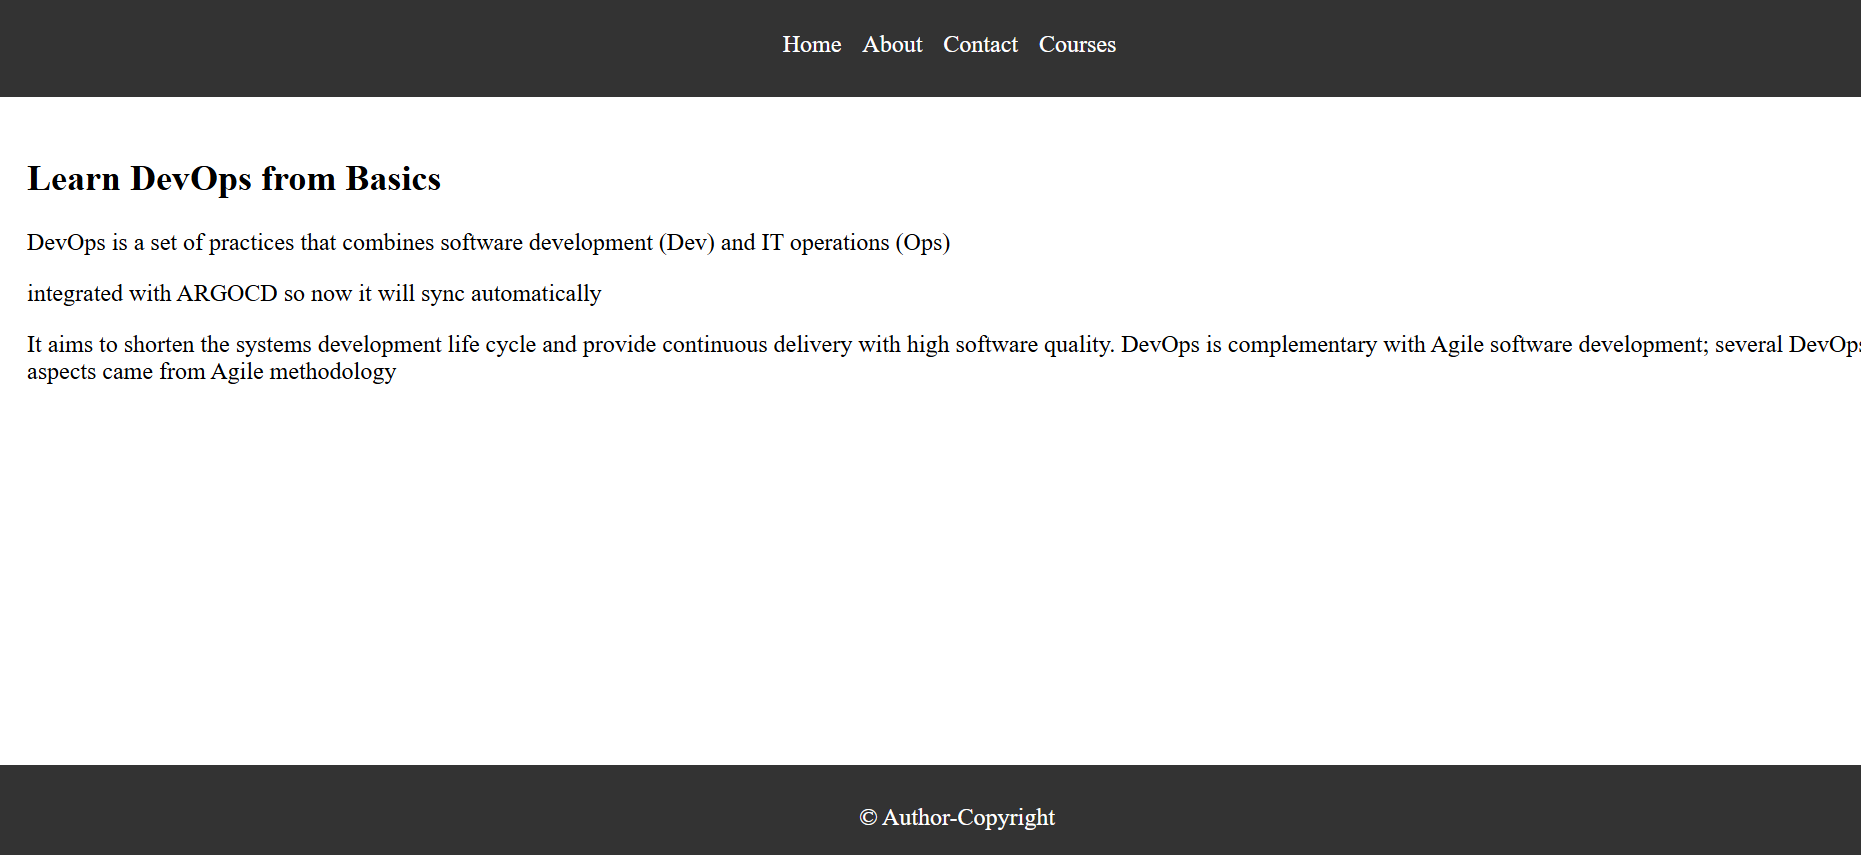 Home About Contact Courses
Learn DevOps from Basics
DevOps is a set of practices that combines software development (Dev) and IT operations (Ops)
integrated with ARGOCD so now it will sync automatically
It aims to shorten the systems development life cycle and provide continuous delivery with high software quality. DevOps is complementary with Agile software development; several DevOps
aspects came from Agile methodology
© Author-Copyright